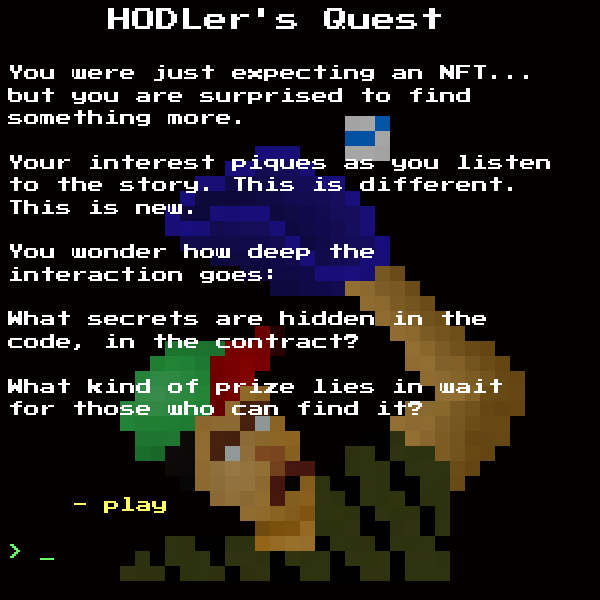 HODLer's Quest
You were just expecting an NFT...
but you are surprised to find
something more.
Your interest piques as you listen
to the story. This is different.
This is new.
You wonder how deep the
interaction goes:
What secrets are hidden in the
code, in the contract?
What kind of prize lies in wait
for those who can find it?
- play
> _